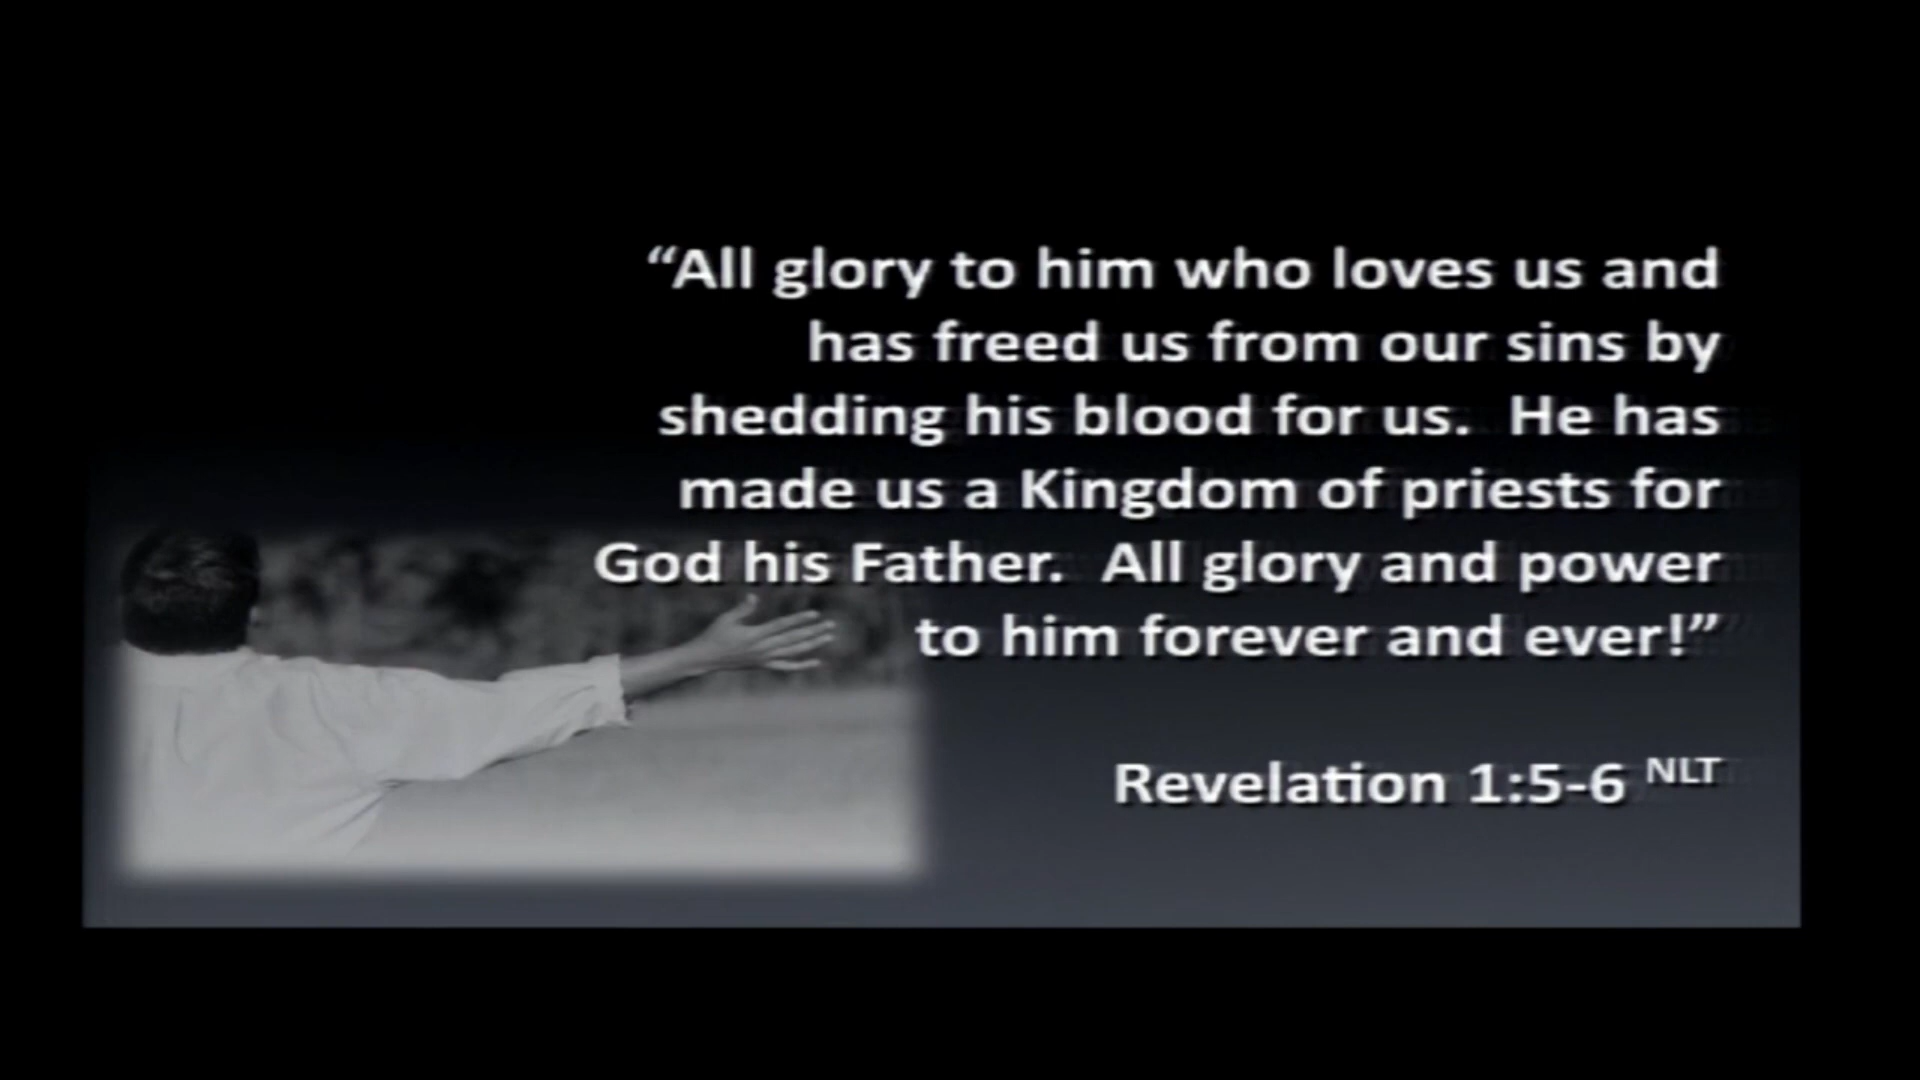 “All glory to him who loves us and
has freed us from our sins by
shedding his blood for us.  He has
made us a Kingdom of priests for
God his Father.  All glory and power
to him forever and ever!”
Revelation 1:5-6 NLT